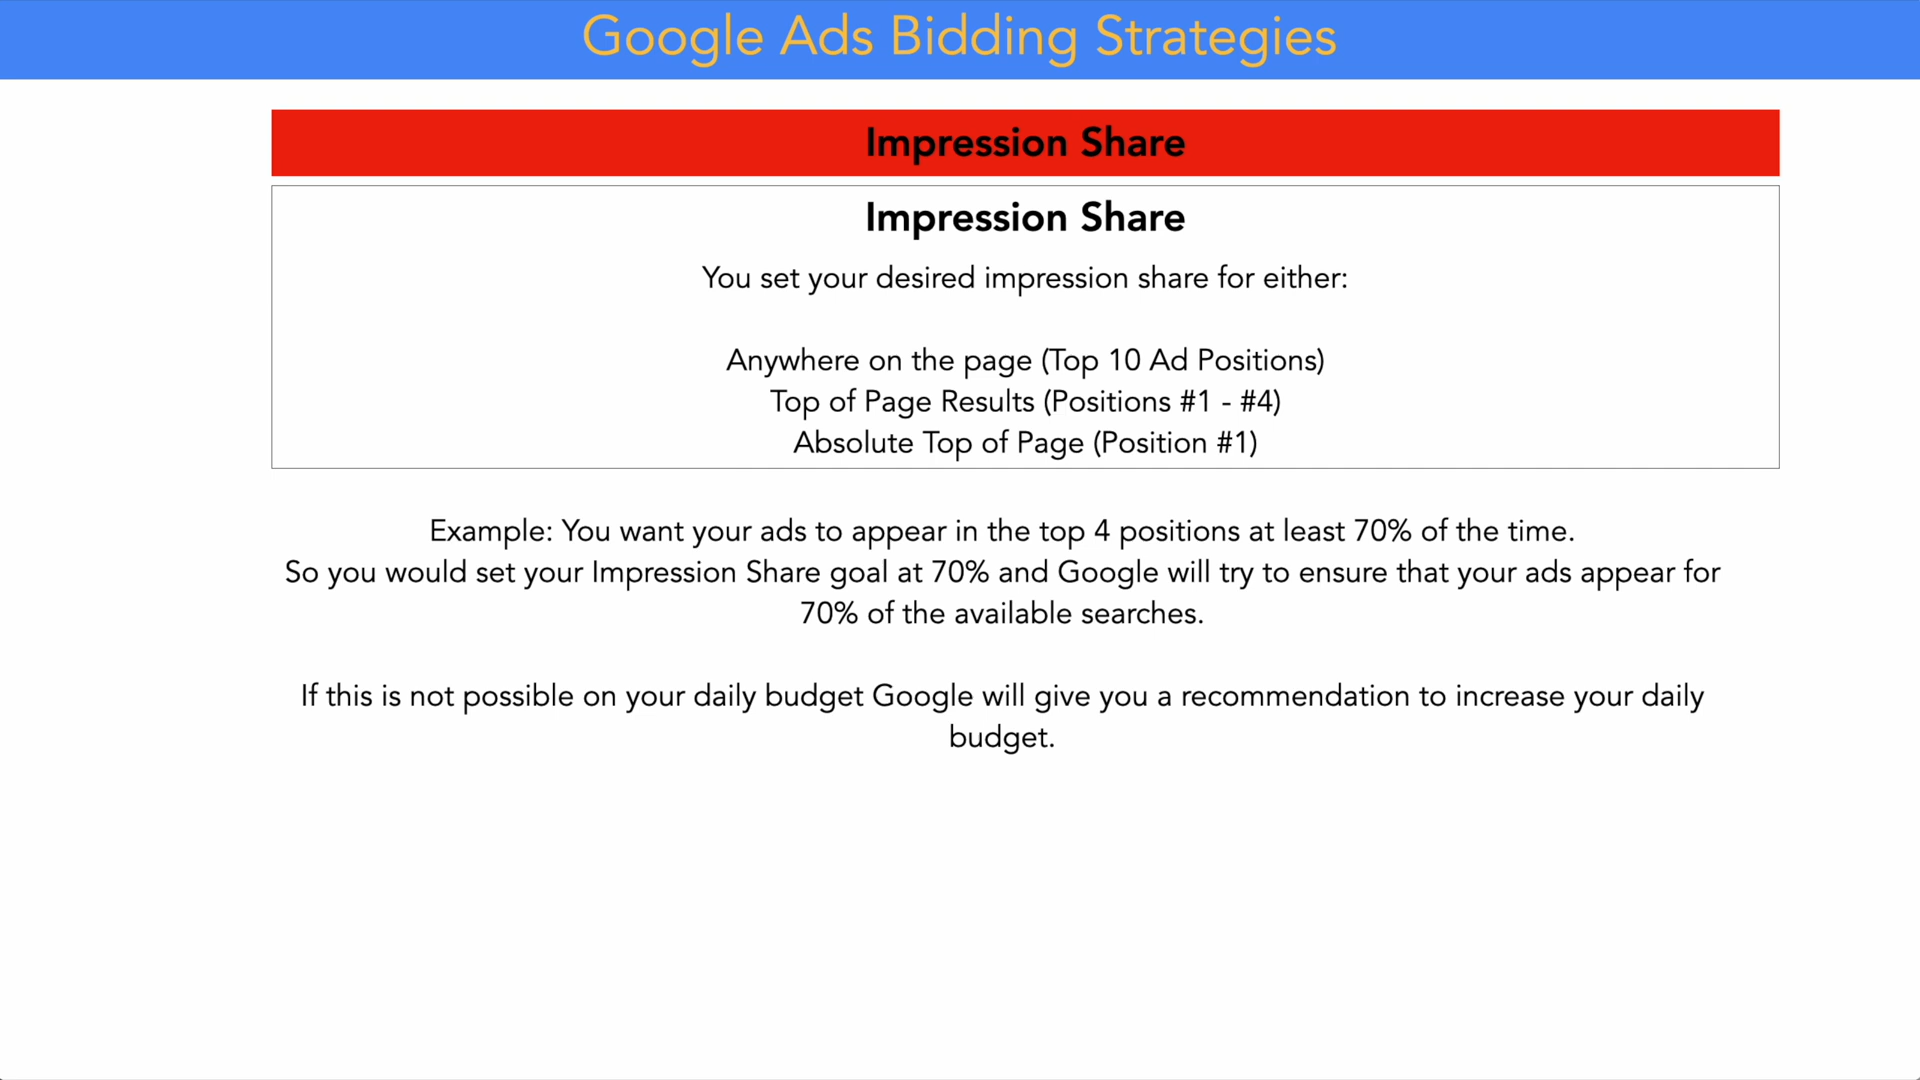 Google Ads Bidding Strategies
Impression Share
Impression Share
You set your desired impression share for either:
Anywhere on the page (Top 10 Ad Positions)
Top of Page Results (Positions #1 - #4)
Absolute Top of Page (Position #1)
Example: You want your ads to appear in the top 4 positions at least 70% of the time.
So you would set your Impression Share goal at 70% and Google will try to ensure that your ads appear for
70% of the available searches.
If this is not possible on your daily budget Google will give you a recommendation to increase your daily
budget.